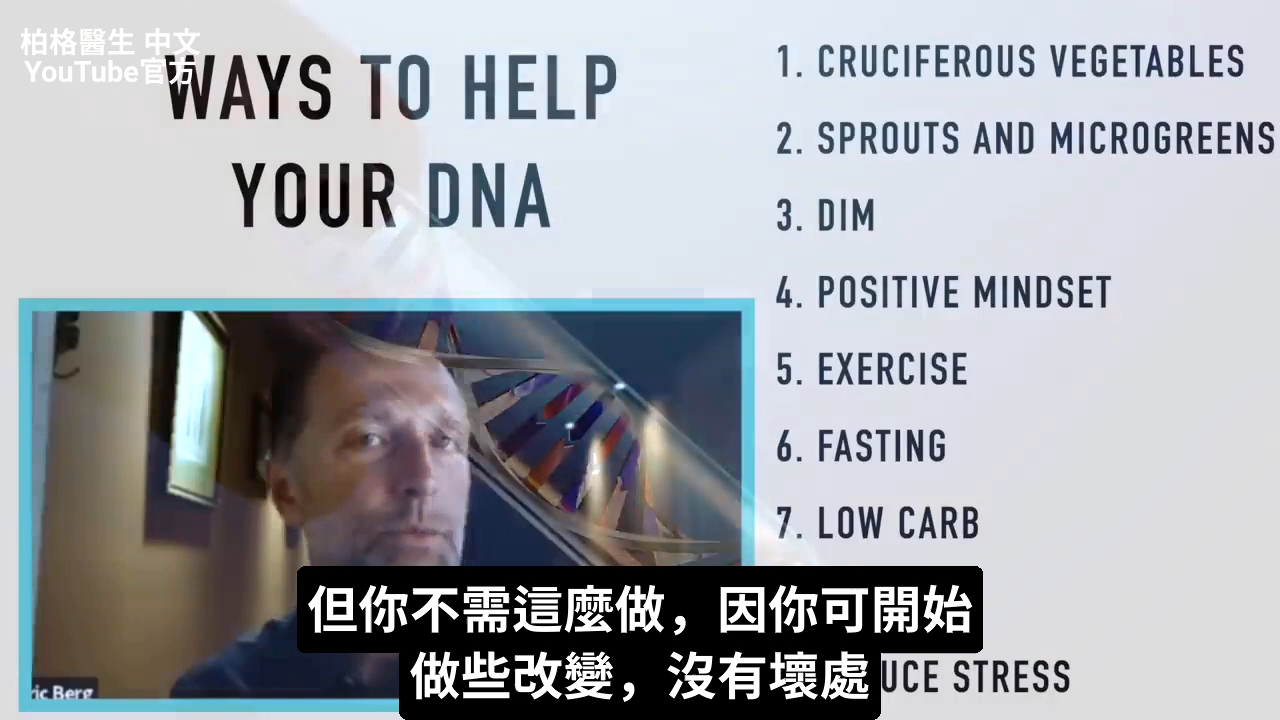 柏格醫生 中文
YouTube官方
WAYS TO HELP
YOUR DNA
1. CRUCIFEROUS VEGETABLES
2. SPROUTS AND MICROGREENS
3. DIM
4. POSITIVE MINDSET
5. EXERCISE
6. FASTING
7. LOW CARB
UCE STRESS
ric Berg
但你不需這麼做，因你可開始
做些改變，沒有壞處